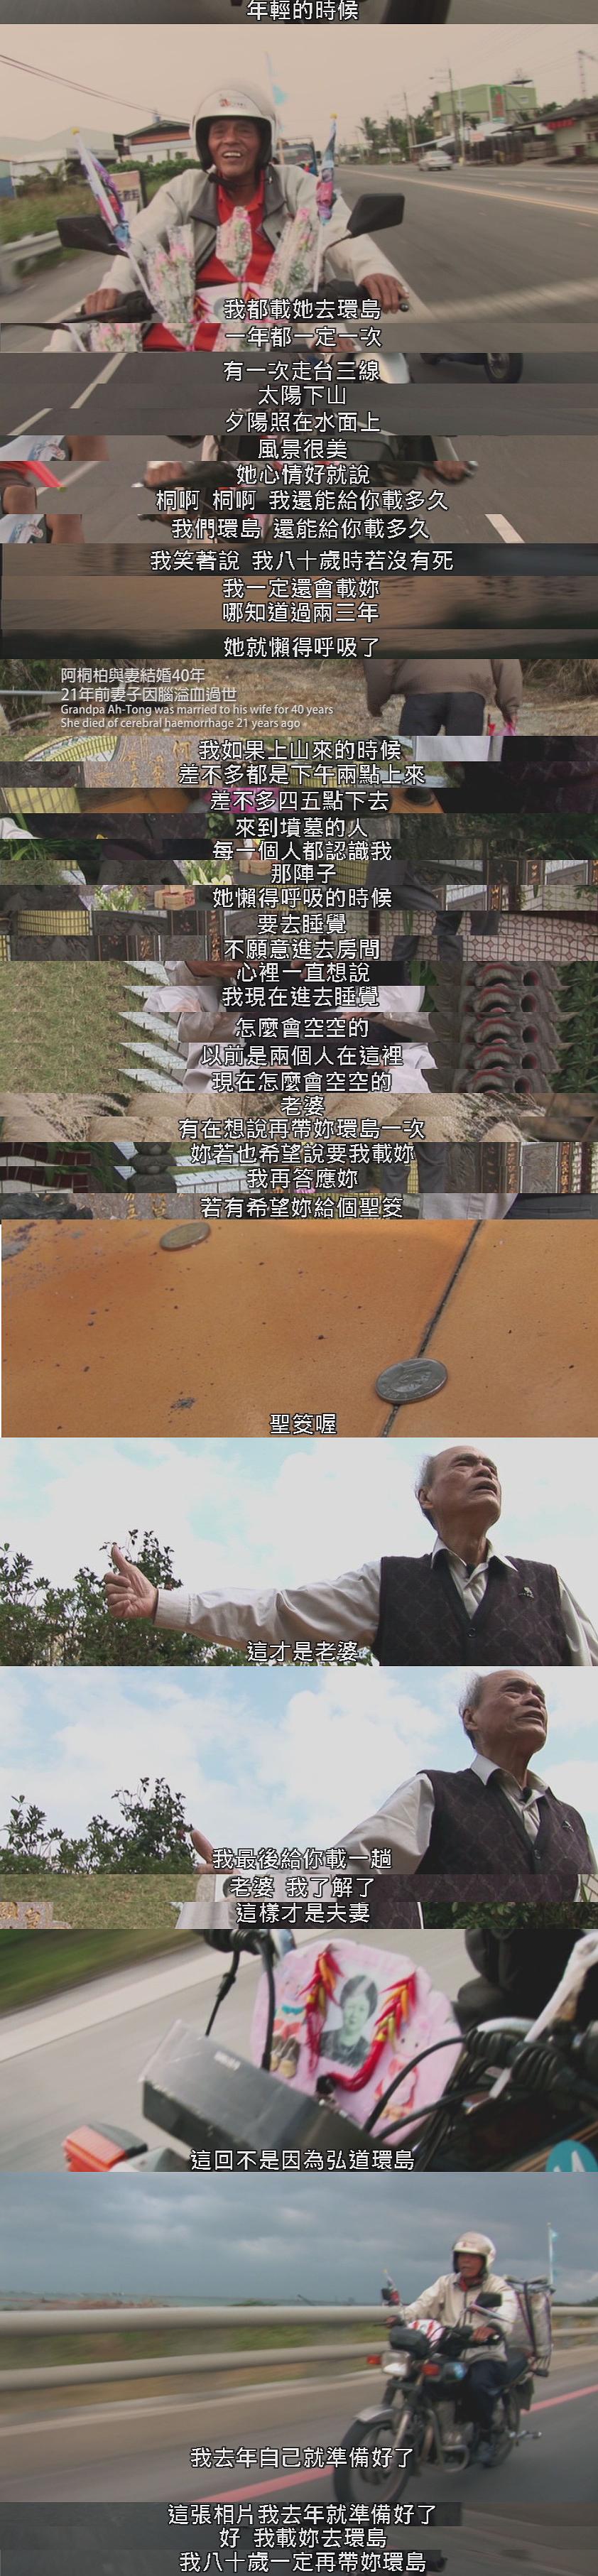 年輕的時候
我都載她去環島
一年都一定一次
有一次走台三線
太陽下山
夕陽照在水面上
風景很美
她心情好就說
桐啊 桐啊 我還能給你載多久
我們環島 還能給你載多久
我笑著說 我八十歲時若沒有死
我一定還會載妳
哪知道過兩三年
她就懶得呼吸了
阿桐柏與妻結婚40年
21年前妻子因腦溢血過世
Grandpa Ah-Tong was married to his wife for 40 years
She died of cerebral haemorrhage 21 years ago
我如果上山來的時候
差不多都是下午兩點上來
差不多四五點下去
來到墳墓的人
每一個人都認識我
那陣子
她懶得呼吸的時候
要去睡覺
不願意進去房間
心裡一直想說
我現在進去睡覺
怎麼會空空的
以前是兩個人在這裡
現在怎麼會空空的
老婆
有在想說再帶妳環島一次
妳若也希望說要我載妳
我再答應妳
若有希望妳給個聖筊
聖筊喔
這才是老婆
我最後給你載一趟
老婆 我了解了
這樣才是夫妻
這回不是因為弘道環島
我去年自己就準備好了
這張相片我去年就準備好了
好 我載妳去環島
我八十歲一定再帶妳環島